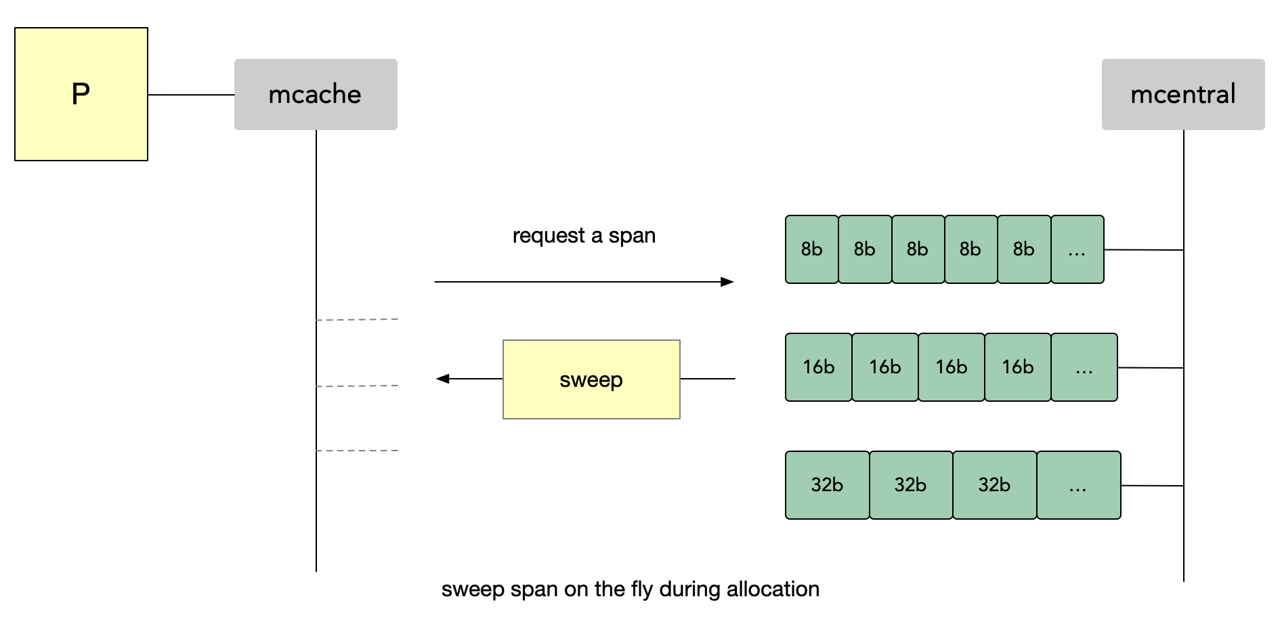 P
mcache
mcentral
request a span
8b 8b 8b 8b 8b ...
sweep
16b 16b 16b 16b ...
32b 32b 32b ...
sweep span on the fly during allocation